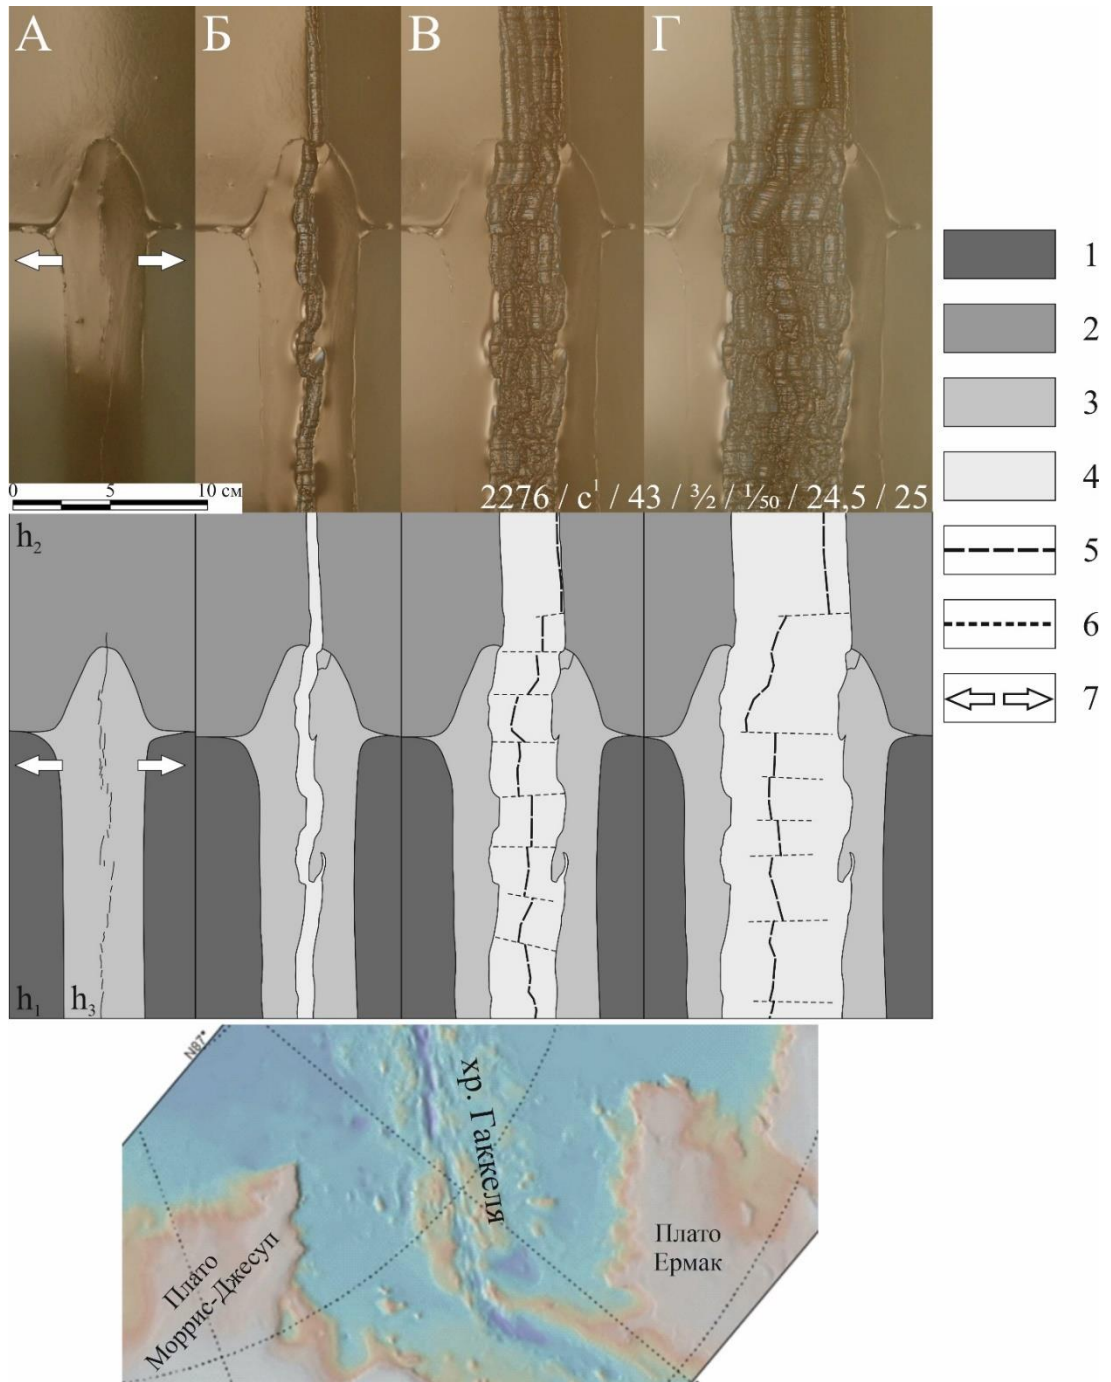 А Б В Г
0 5 10 см
2276 / с¹ / 43 / ³⁄₂ / ¹⁄₅₀ / 24,5 / 25
1
2
3
4
5
6
7
h₂
h₁ h₃
N87°
хр. Гаккеля
Плато
Моррис-Джесуп
Плато
Ермак